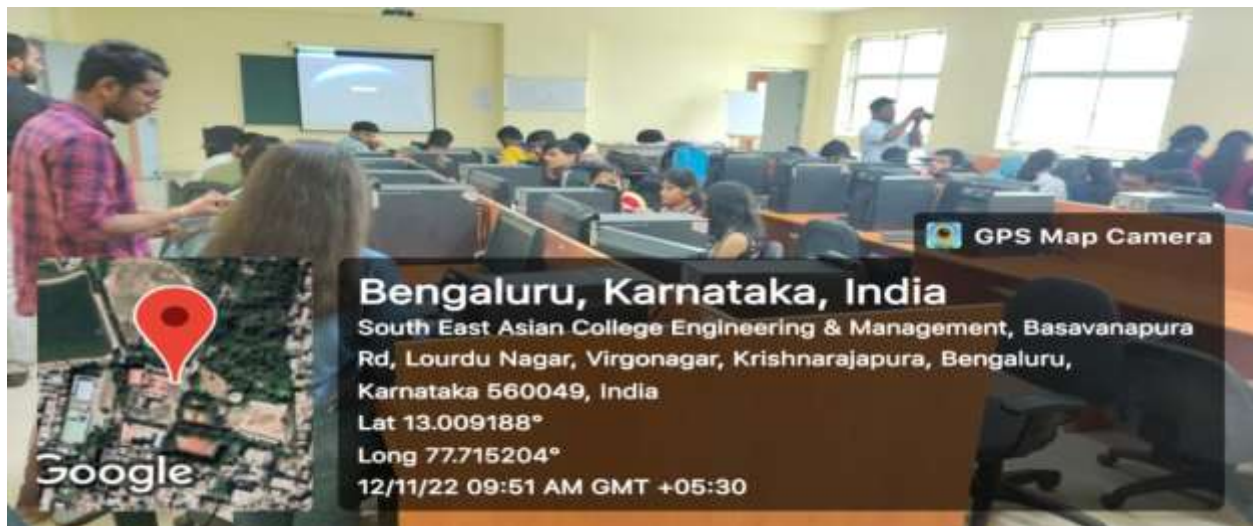 GPS Map Camera
Bengaluru, Karnataka, India
South East Asian College Engineering & Management, Basavanapura
Rd, Lourdu Nagar, Virgonagar, Krishnarajapura, Bengaluru,
Karnataka 560049, India
Lat 13.009188°
Long 77.715204°
12/11/22 09:51 AM GMT +05:30
Google